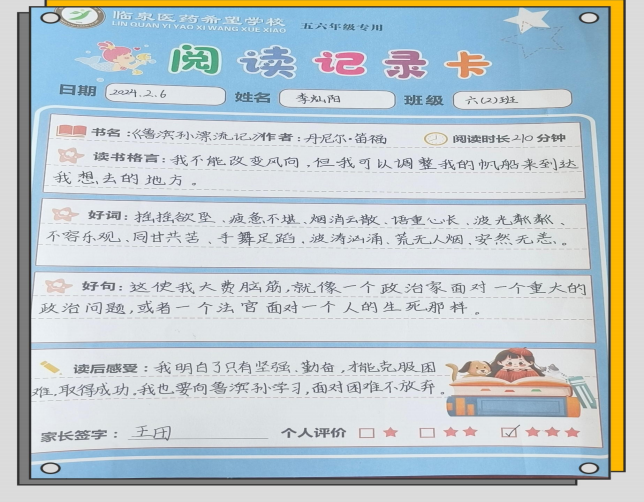 临泉医药希望学校
LIN QUAN YI YAO XI WANG XUE XIAO
五六年级专用
阅读记录卡
日期 2024.2.6 姓名 李灿阳 班级 六(2)班
书名:《鲁滨孙漂流记》作者:丹尼尔·笛福 阅读时长210分钟
读书格言:我不能改变风向,但我可以调整我的帆船来到达
我想去的地方。
好词:摇摇欲坠、疲惫不堪、烟消云散、语重心长、波光粼粼、
不容乐观、同甘共苦、手舞足蹈、波涛汹涌、荒无人烟、安然无恙、。
好句:这使我大费脑筋,就像一个政治家面对一个重大的
政治问题,或者一个法官面对一个人的生死那样。
读后感受:我明白了只有坚强、勤奋,才能克服困
难,取得成功,我也要向鲁滨孙学习,面对困难不放弃。
家长签字:王田 个人评价